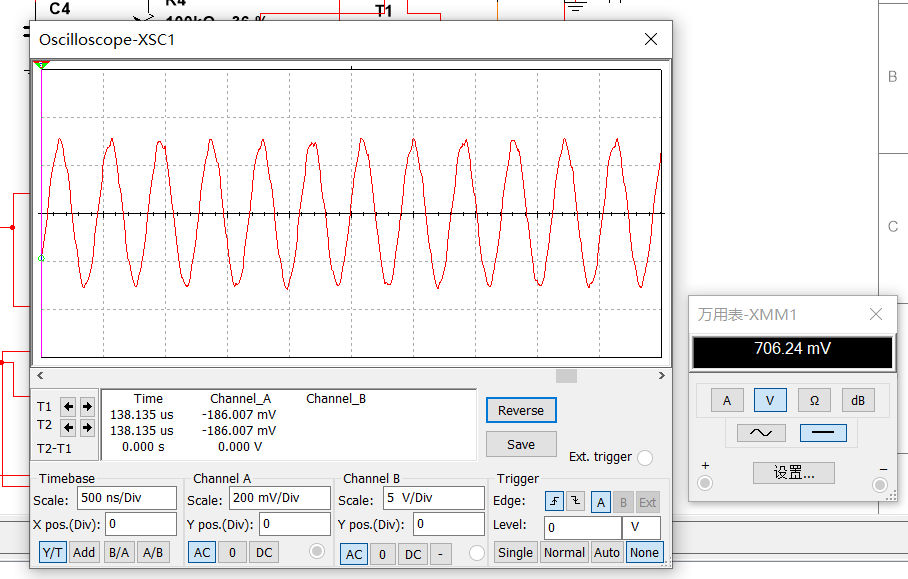 C4
R4
100kΩ 36 %
T1
Oscilloscope-XSC1
B
C
万用表-XMM1
706.24 mV
A V Ω dB
+ 设置... −
Time Channel_A Channel_B
T1 138.135 us -186.007 mV
T2 138.135 us -186.007 mV
T2-T1 0.000 s 0.000 V
Reverse
Save
Ext. trigger
Timebase
Scale: 500 ns/Div
X pos.(Div): 0
Y/T Add B/A A/B
Channel A
Scale: 200 mV/Div
Y pos.(Div): 0
AC 0 DC
Channel B
Scale: 5 V/Div
Y pos.(Div): 0
AC 0 DC -
Trigger
Edge: A B Ext
Level: 0 V
Single Normal Auto None